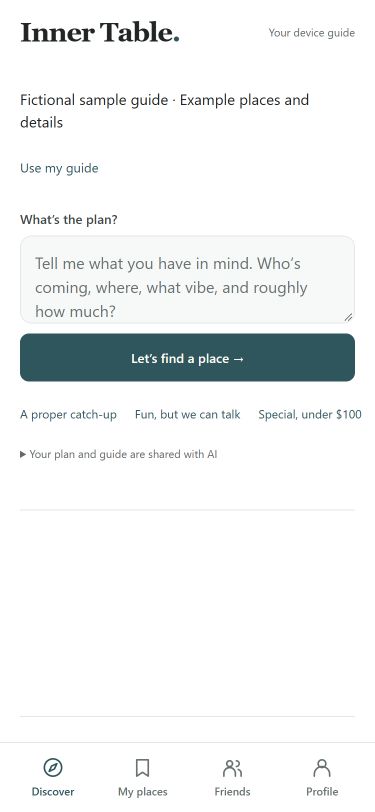 Inner Table.
Your device guide
Fictional sample guide · Example places and
details
Use my guide
What's the plan?
Tell me what you have in mind. Who's
coming, where, what vibe, and roughly
how much?
Let's find a place →
A proper catch-up
Fun, but we can talk
Special, under $100
▶ Your plan and guide are shared with AI
Discover
My places
Friends
Profile